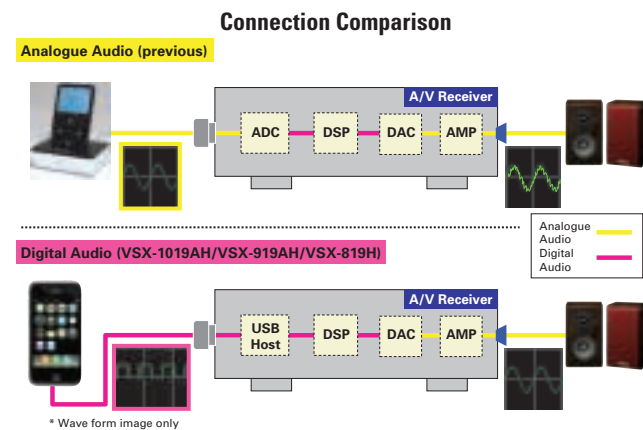 Connection Comparison
Analogue Audio (previous)
A/V Receiver
ADC
DSP
DAC
AMP
Analogue
Audio
Digital
Audio
Digital Audio (VSX-1019AH/VSX-919AH/VSX-819H)
A/V Receiver
USB
Host
DSP
DAC
AMP
* Wave form image only